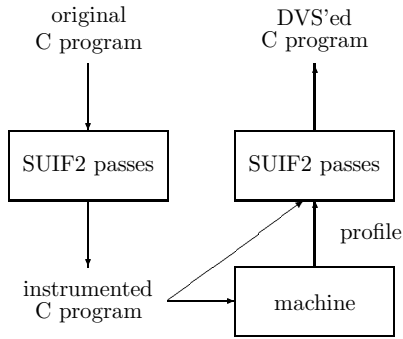 original
C program
DVS'ed
C program
SUIF2 passes
SUIF2 passes
profile
instrumented
C program
machine